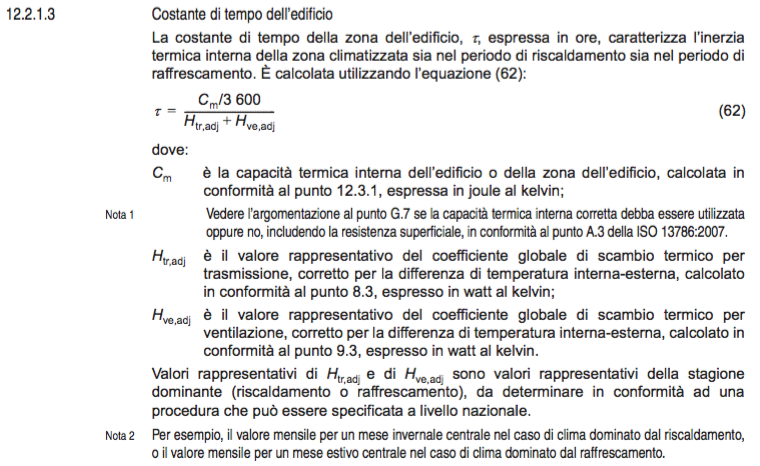 12.2.1.3 Costante di tempo dell'edificio
La costante di tempo della zona dell'edificio, τ, espressa in ore, caratterizza l'inerzia
termica interna della zona climatizzata sia nel periodo di riscaldamento sia nel periodo di
raffrescamento. È calcolata utilizzando l'equazione (62):
τ = (C_m/3 600) / (H_tr,adj + H_ve,adj) (62)
dove:
C_m è la capacità termica interna dell'edificio o della zona dell'edificio, calcolata in
conformità al punto 12.3.1, espressa in joule al kelvin;
Nota 1 Vedere l'argomentazione al punto G.7 se la capacità termica interna corretta debba essere utilizzata
oppure no, includendo la resistenza superficiale, in conformità al punto A.3 della ISO 13786:2007.
H_tr,adj è il valore rappresentativo del coefficiente globale di scambio termico per
trasmissione, corretto per la differenza di temperatura interna-esterna, calcolato
in conformità al punto 8.3, espresso in watt al kelvin;
H_ve,adj è il valore rappresentativo del coefficiente globale di scambio termico per
ventilazione, corretto per la differenza di temperatura interna-esterna, calcolato in
conformità al punto 9.3, espresso in watt al kelvin.
Valori rappresentativi di H_tr,adj e di H_ve,adj sono valori rappresentativi della stagione
dominante (riscaldamento o raffrescamento), da determinare in conformità ad una
procedura che può essere specificata a livello nazionale.
Nota 2 Per esempio, il valore mensile per un mese invernale centrale nel caso di clima dominato dal riscaldamento,
o il valore mensile per un mese estivo centrale nel caso di clima dominato dal raffrescamento.